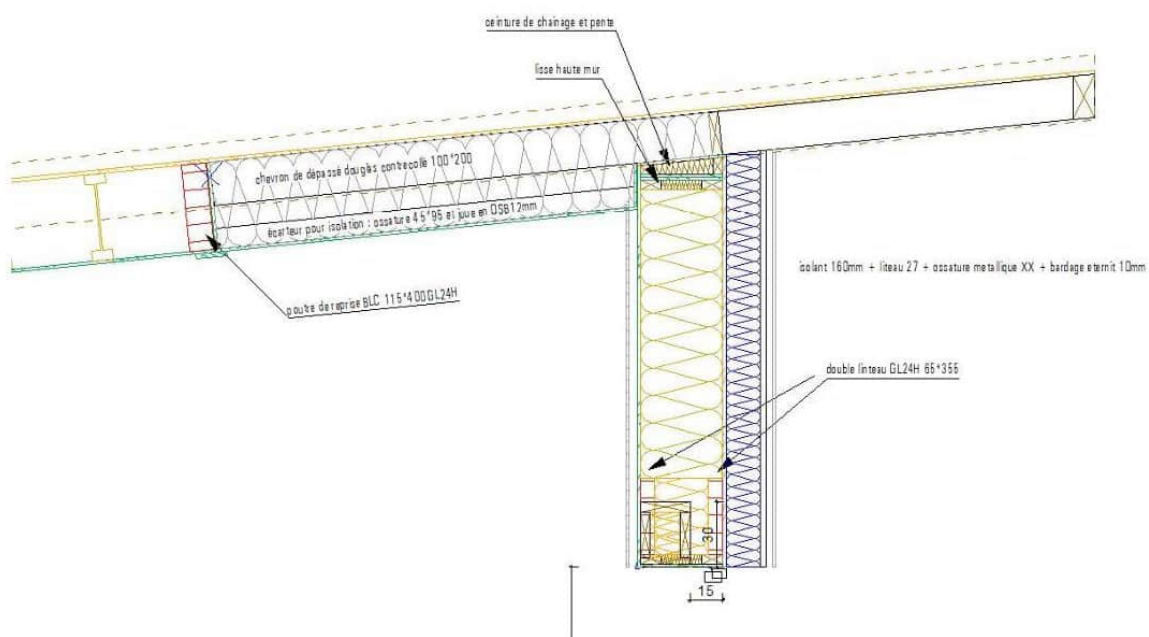 ceinture de chainage et pente
lisse haute mur
chevron de dépassé douglas contrecollé 100*200
écarteur pour isolation : ossature 45*95 et joue en OSB12mm
isolant 160mm + liteau 27 + ossature metallique XX + bardage eternit 10mm
poutre de reprise BLC 115*400GL24H
double linteau GL24H 65*355
30
15